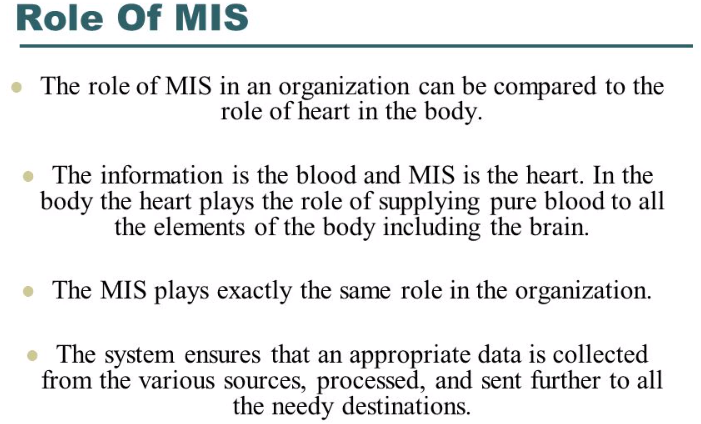 Role Of MIS
The role of MIS in an organization can be compared to the
role of heart in the body.
The information is the blood and MIS is the heart. In the
body the heart plays the role of supplying pure blood to all
the elements of the body including the brain.
The MIS plays exactly the same role in the organization.
The system ensures that an appropriate data is collected
from the various sources, processed, and sent further to all
the needy destinations.